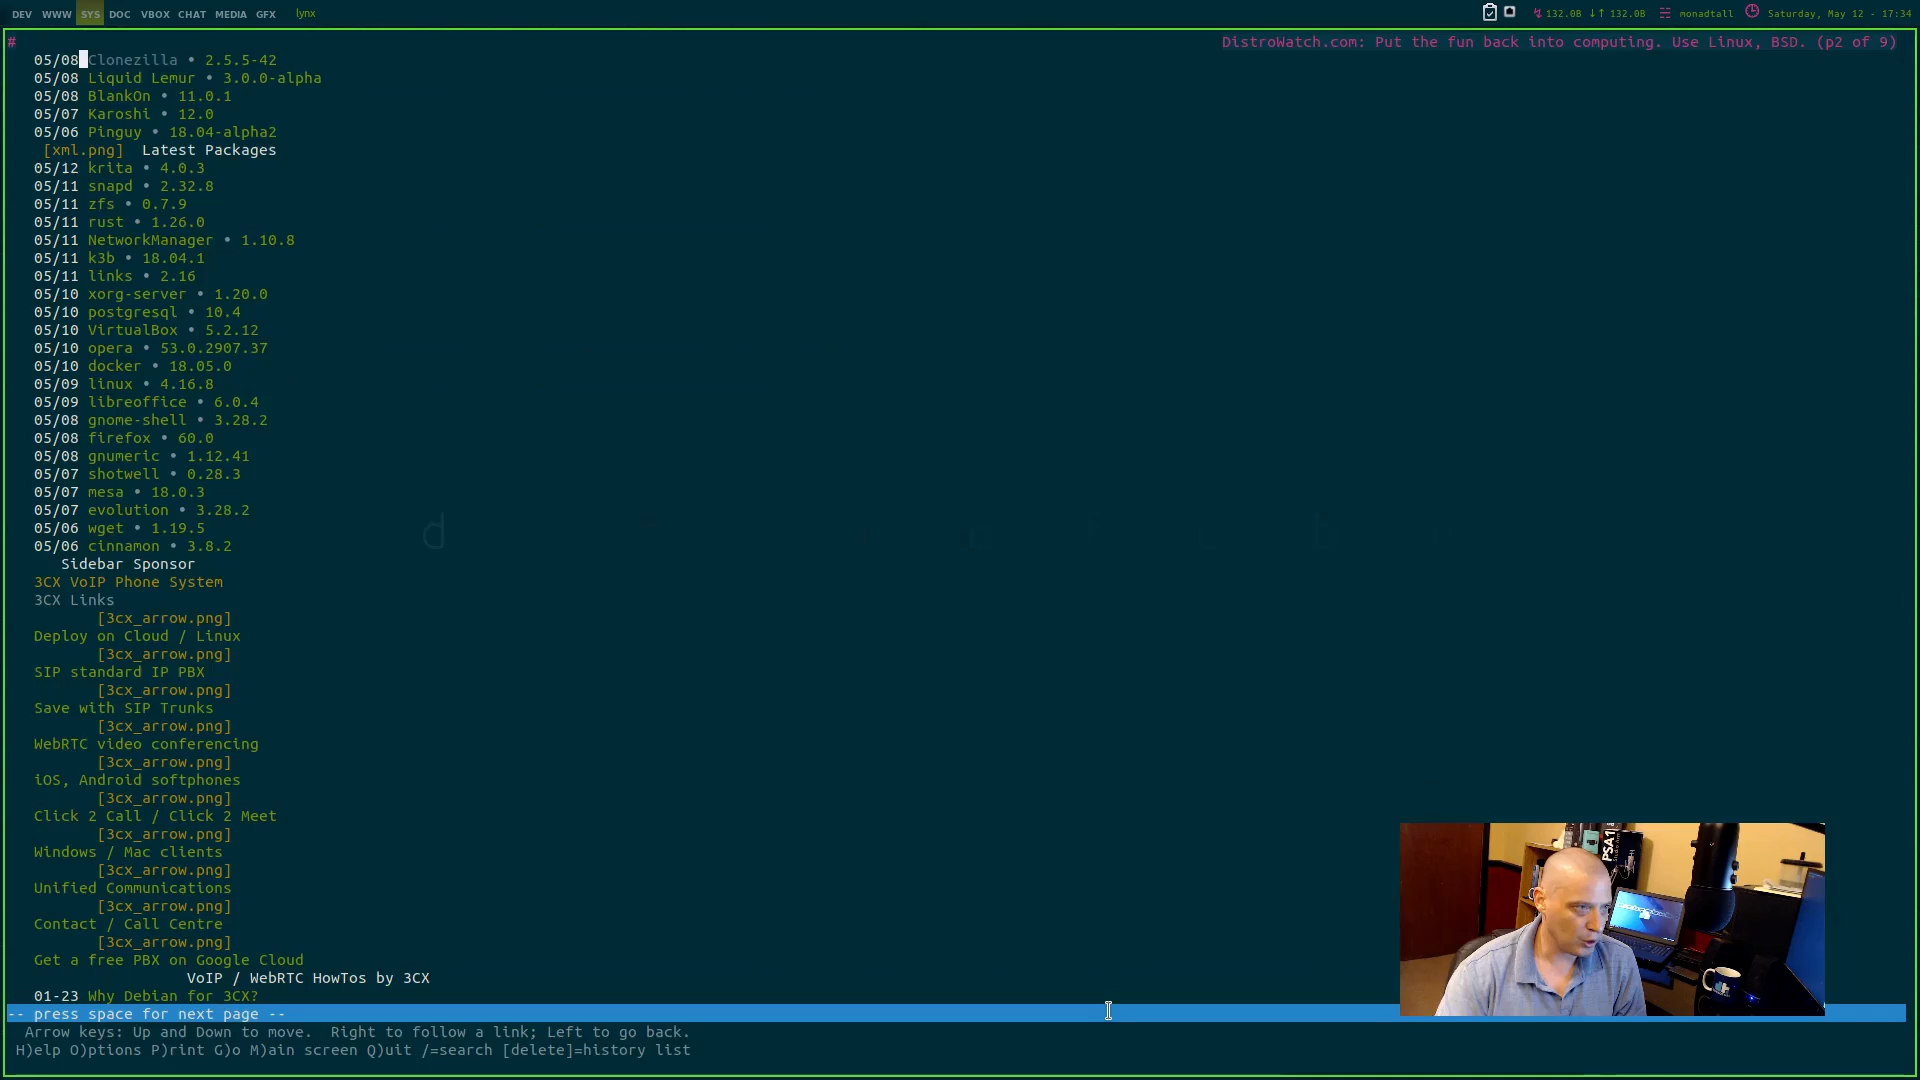 DEV WWW SYS DOC VBOX CHAT MEDIA GFX lynx 132.0B ↓↑ 132.0B monadtall Saturday, May 12 - 17:34
# DistroWatch.com: Put the fun back into computing. Use Linux, BSD. (p2 of 9)
05/08 Clonezilla • 2.5.5-42
05/08 Liquid Lemur • 3.0.0-alpha
05/08 BlankOn • 11.0.1
05/07 Karoshi • 12.0
05/06 Pinguy • 18.04-alpha2
[xml.png] Latest Packages
05/12 krita • 4.0.3
05/11 snapd • 2.32.8
05/11 zfs • 0.7.9
05/11 rust • 1.26.0
05/11 NetworkManager • 1.10.8
05/11 k3b • 18.04.1
05/11 links • 2.16
05/10 xorg-server • 1.20.0
05/10 postgresql • 10.4
05/10 VirtualBox • 5.2.12
05/10 opera • 53.0.2907.37
05/10 docker • 18.05.0
05/09 linux • 4.16.8
05/09 libreoffice • 6.0.4
05/08 gnome-shell • 3.28.2
05/08 firefox • 60.0
05/08 gnumeric • 1.12.41
05/07 shotwell • 0.28.3
05/07 mesa • 18.0.3
05/07 evolution • 3.28.2
05/06 wget • 1.19.5
05/06 cinnamon • 3.8.2
Sidebar Sponsor
3CX VoIP Phone System
3CX Links
[3cx_arrow.png]
Deploy on Cloud / Linux
[3cx_arrow.png]
SIP standard IP PBX
[3cx_arrow.png]
Save with SIP Trunks
[3cx_arrow.png]
WebRTC video conferencing
[3cx_arrow.png]
iOS, Android softphones
[3cx_arrow.png]
Click 2 Call / Click 2 Meet
[3cx_arrow.png]
Windows / Mac clients
[3cx_arrow.png]
Unified Communications
[3cx_arrow.png]
Contact / Call Centre
[3cx_arrow.png]
Get a free PBX on Google Cloud
VoIP / WebRTC HowTos by 3CX
01-23 Why Debian for 3CX?
-- press space for next page --
Arrow keys: Up and Down to move. Right to follow a link; Left to go back.
H)elp O)ptions P)rint G)o M)ain screen Q)uit /=search [delete]=history list
PSA1